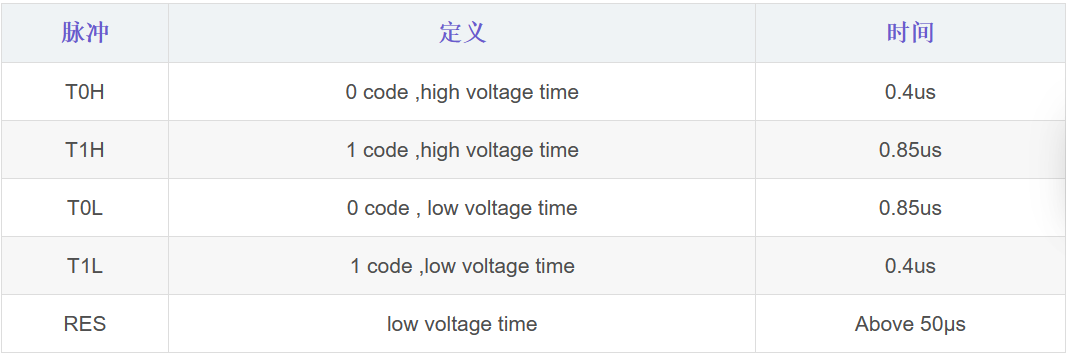 脉冲 定义 时间
T0H 0 code ,high voltage time 0.4us
T1H 1 code ,high voltage time 0.85us
T0L 0 code , low voltage time 0.85us
T1L 1 code ,low voltage time 0.4us
RES low voltage time Above 50μs